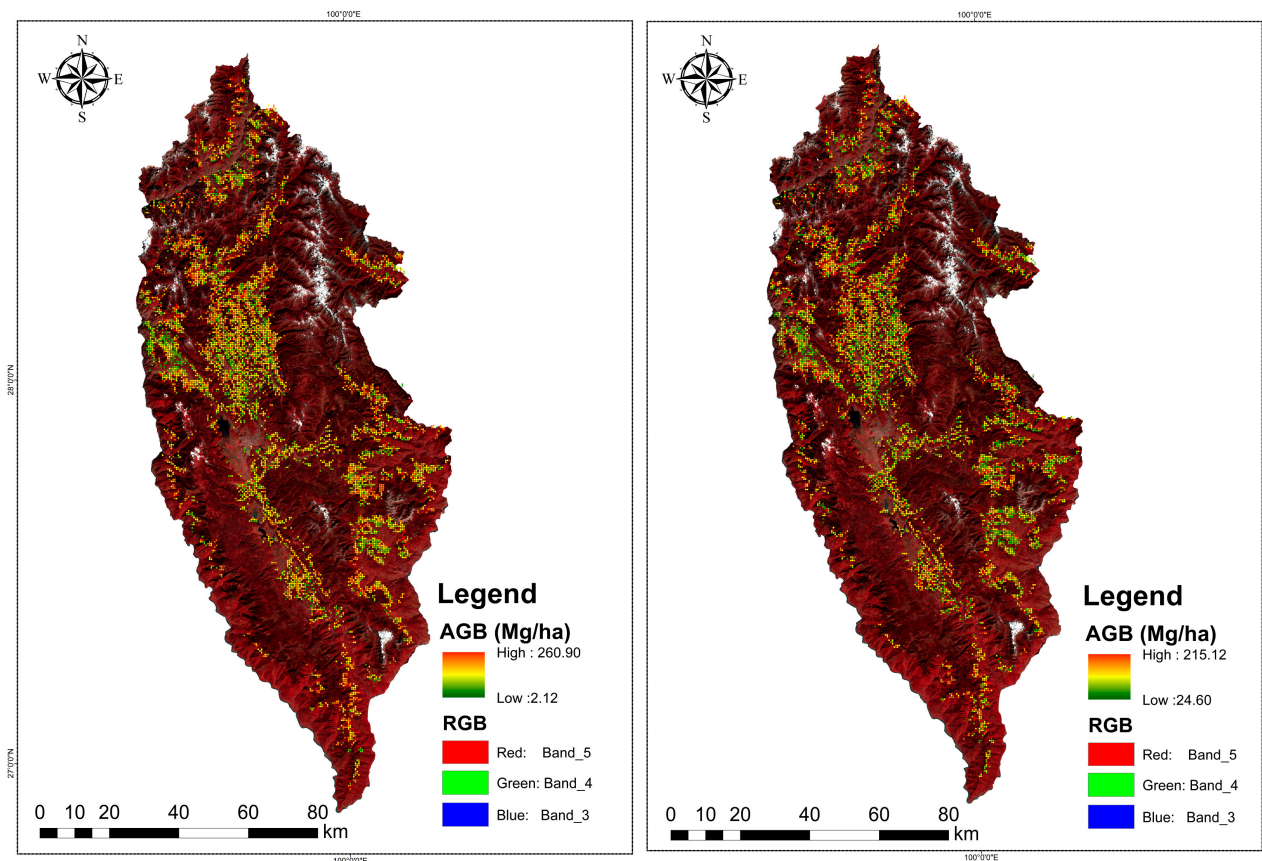 100°0'0"E
100°0'0"E
N
W E
S
N
W E
S
28°0'0"N
27°0'0"N
Legend
AGB (Mg/ha)
High : 260.90
Low :2.12
RGB
Red: Band_5
Green: Band_4
Blue: Band_3
0 10 20 40 60 80
km
Legend
AGB (Mg/ha)
High : 215.12
Low :24.60
RGB
Red: Band_5
Green: Band_4
Blue: Band_3
0 10 20 40 60 80
km
100°0'0"E
100°0'0"E